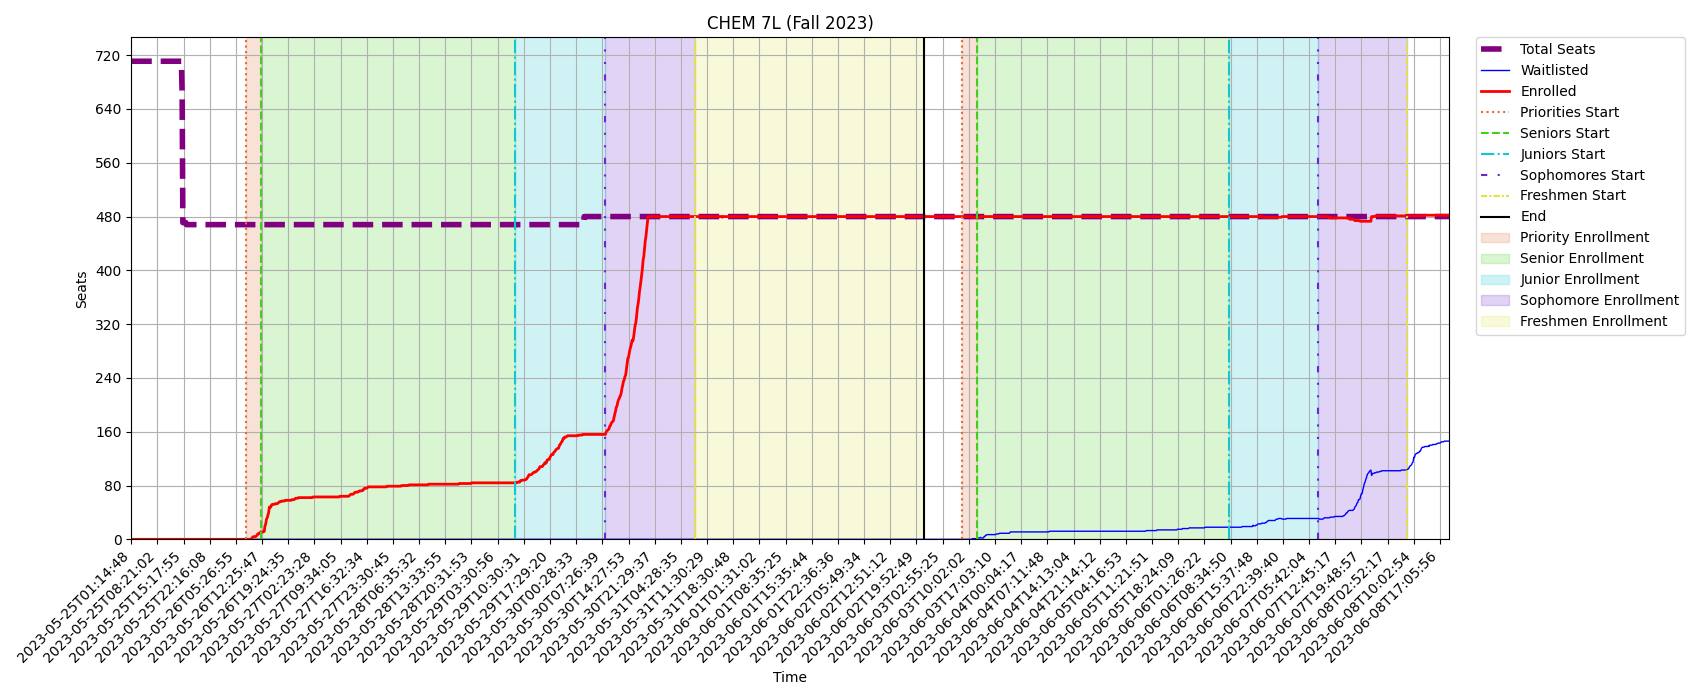 CHEM 7L (Fall 2023)
Seats
720
640
560
480
400
320
240
160
80
0
2023-05-25T01:14:48
2023-05-25T08:21:02
2023-05-25T15:17:55
2023-05-25T22:16:08
2023-05-26T05:26:55
2023-05-26T12:25:47
2023-05-26T19:24:35
2023-05-27T02:23:28
2023-05-27T09:34:05
2023-05-27T16:32:34
2023-05-27T23:30:45
2023-05-28T06:35:32
2023-05-28T13:33:55
2023-05-28T20:31:53
2023-05-29T03:30:56
2023-05-29T10:30:31
2023-05-29T17:29:20
2023-05-30T00:28:33
2023-05-30T07:26:39
2023-05-30T14:27:53
2023-05-30T21:29:37
2023-05-31T04:28:35
2023-05-31T11:30:29
2023-05-31T18:30:48
2023-06-01T01:31:02
2023-06-01T08:35:25
2023-06-01T15:35:44
2023-06-01T22:36:36
2023-06-02T05:49:34
2023-06-02T12:51:12
2023-06-02T19:52:49
2023-06-03T02:55:25
2023-06-03T10:02:02
2023-06-03T17:03:10
2023-06-04T00:04:17
2023-06-04T07:11:48
2023-06-04T14:13:04
2023-06-04T21:14:12
2023-06-05T04:16:53
2023-06-05T11:21:51
2023-06-05T18:24:09
2023-06-06T01:26:22
2023-06-06T08:34:50
2023-06-06T15:37:48
2023-06-06T22:39:40
2023-06-07T05:42:04
2023-06-07T12:45:17
2023-06-07T19:48:57
2023-06-08T02:52:17
2023-06-08T10:02:54
2023-06-08T17:05:56
Time
Total Seats
Waitlisted
Enrolled
Priorities Start
Seniors Start
Juniors Start
Sophomores Start
Freshmen Start
End
Priority Enrollment
Senior Enrollment
Junior Enrollment
Sophomore Enrollment
Freshmen Enrollment